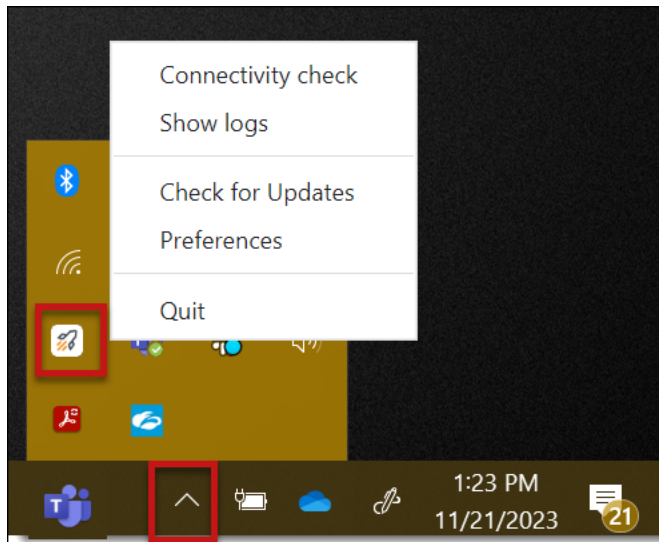 Connectivity check
Show logs
Check for Updates
Preferences
Quit
T
1:23 PM
11/21/2023
21